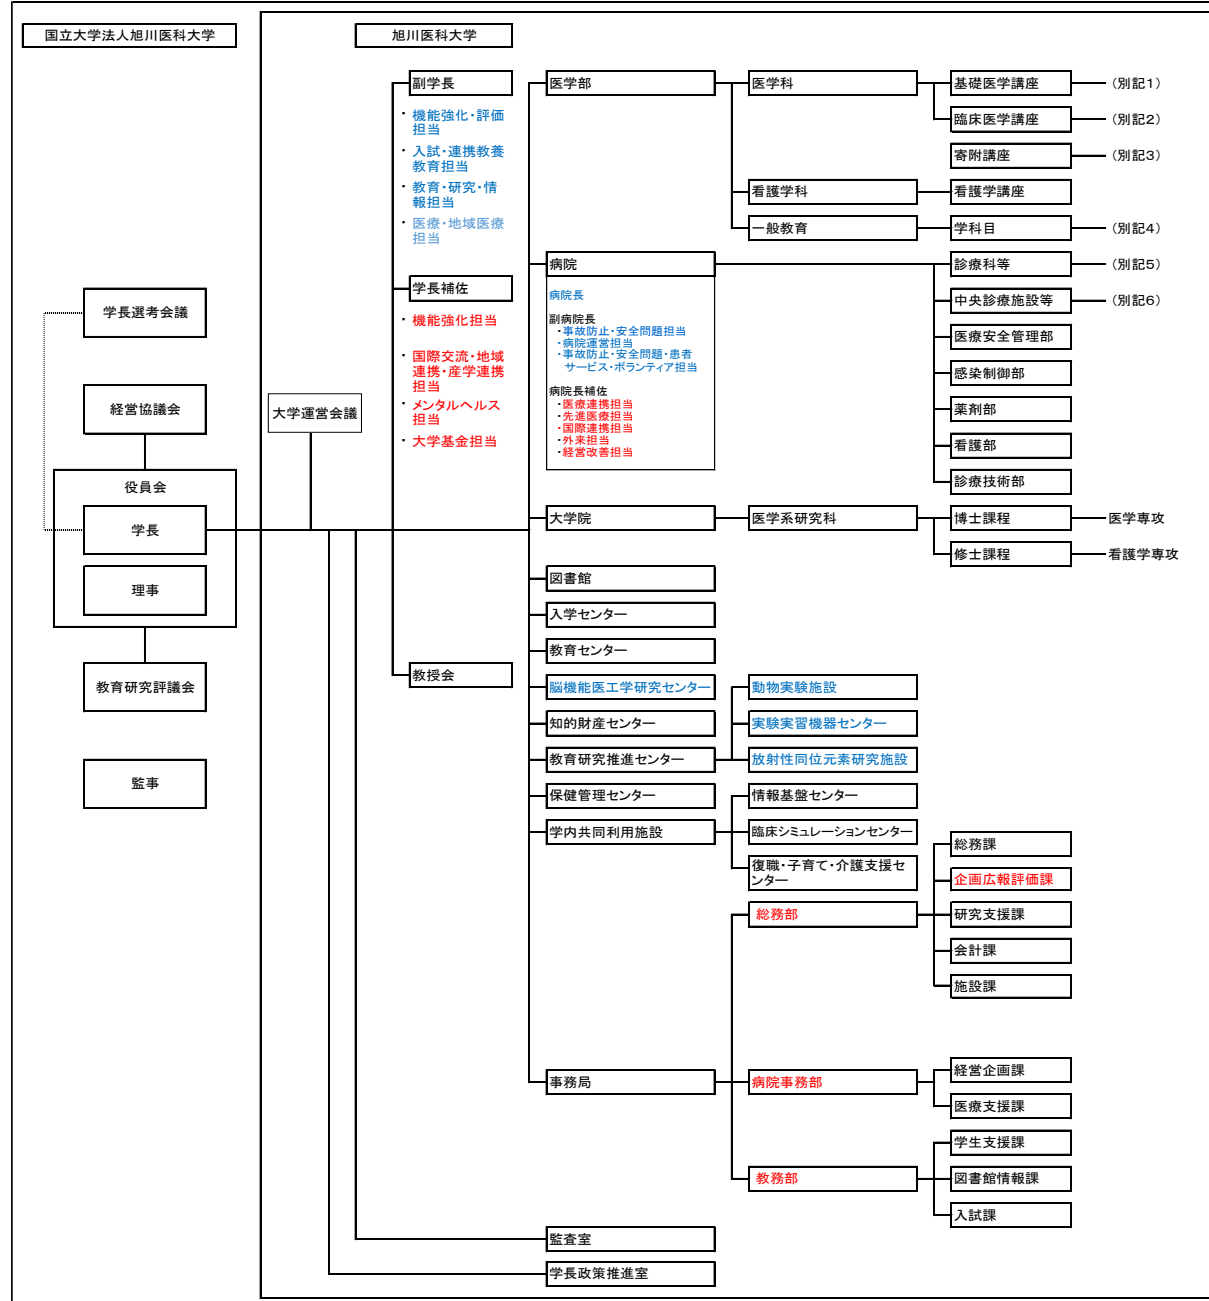 国立大学法人旭川医科大学
旭川医科大学
副学長
・機能強化・評価
担当
・入試・連携教養
教育担当
・教育・研究・情
報担当
・医療・地域医療
担当
学長補佐
・機能強化担当
・国際交流・地域
連携・産学連携
担当
・メンタルヘルス
担当
・大学基金担当
教授会
学長選考会議
経営協議会
役員会
学長
理事
教育研究評議会
監事
大学運営会議
医学部
医学科
基礎医学講座
(別記1)
臨床医学講座
(別記2)
寄附講座
(別記3)
看護学科
看護学講座
一般教育
学科目
(別記4)
病院
病院長
副病院長
・事故防止・安全問題担当
・病院運営担当
・事故防止・安全問題・患者
サービス・ボランティア担当
病院長補佐
・医療連携担当
・先進医療担当
・国際連携担当
・外来担当
・経営改善担当
診療科等
(別記5)
中央診療施設等
(別記6)
医療安全管理部
感染制御部
薬剤部
看護部
診療技術部
大学院
医学系研究科
博士課程
医学専攻
修士課程
看護学専攻
図書館
入学センター
教育センター
脳機能医工学研究センター
知的財産センター
教育研究推進センター
動物実験施設
実験実習機器センター
放射性同位元素研究施設
保健管理センター
学内共同利用施設
情報基盤センター
臨床シミュレーションセンター
復職・子育て・介護支援セ
ンター
事務局
総務部
総務課
企画広報評価課
研究支援課
会計課
施設課
病院事務部
経営企画課
医療支援課
教務部
学生支援課
図書館情報課
入試課
監査室
学長政策推進室